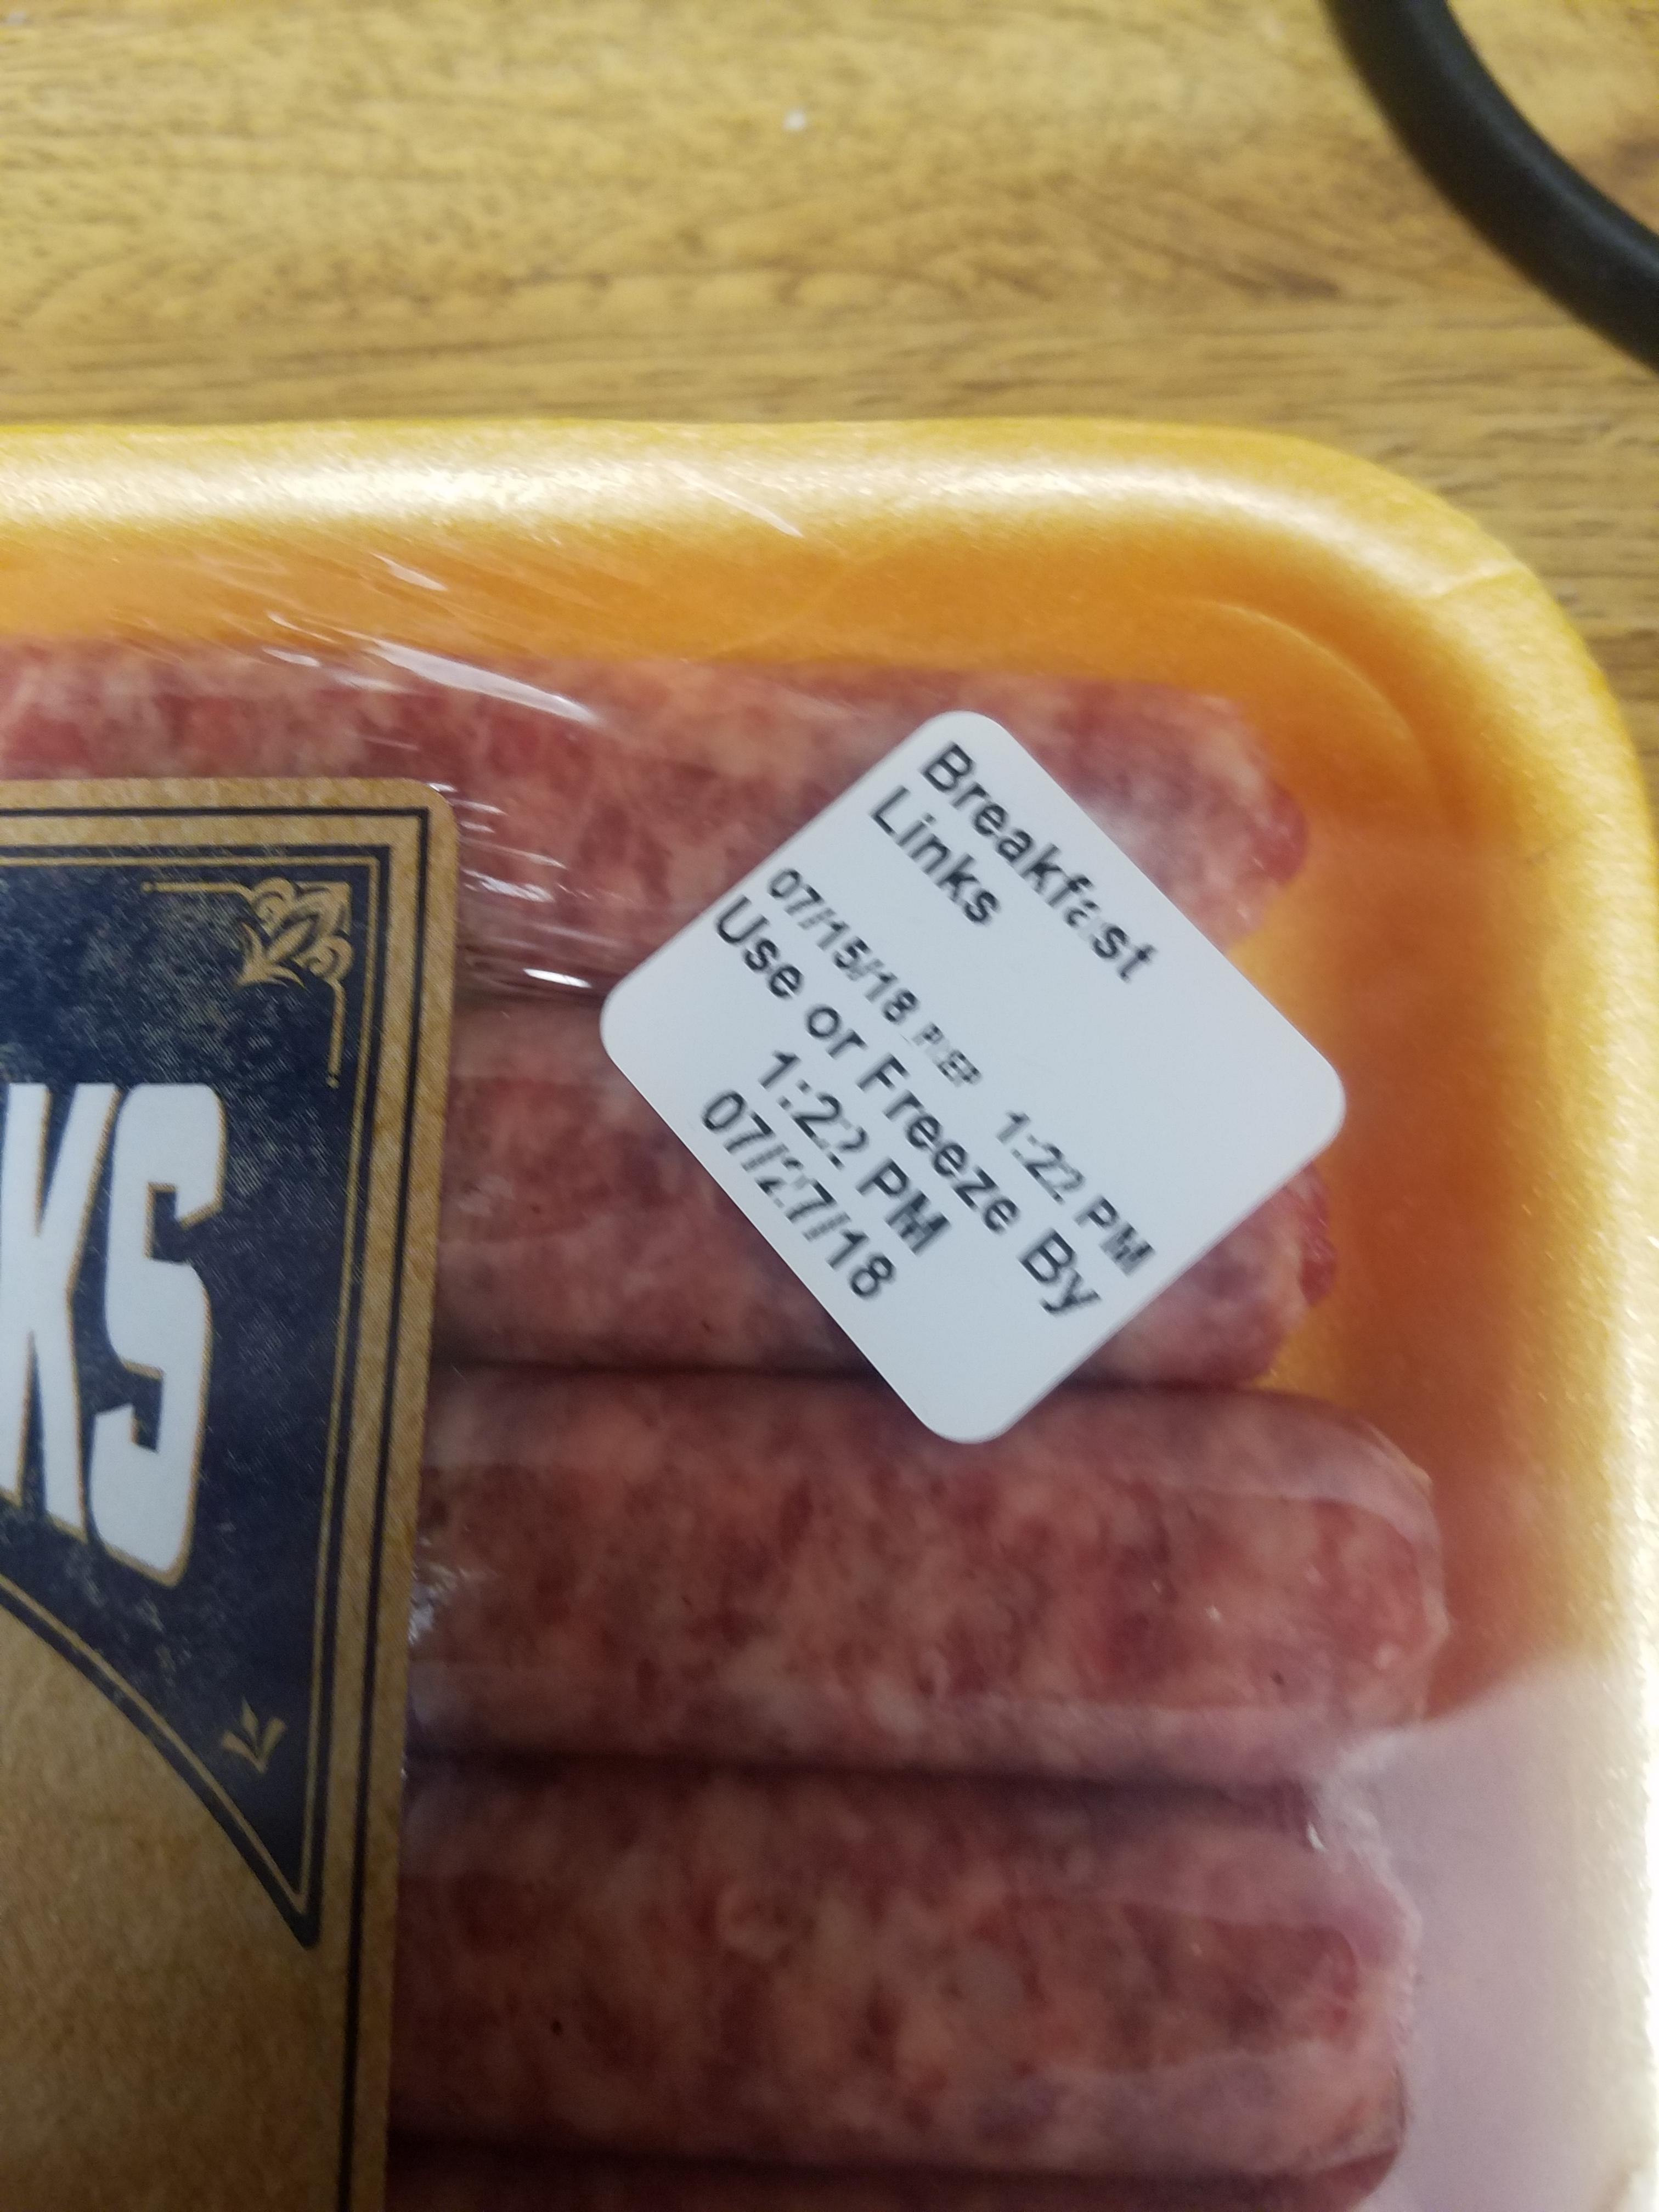 Breakfast
Links
07/15/18 PREP 1:22 PM
Use or Freeze By
1:22 PM
07/27/18
KS